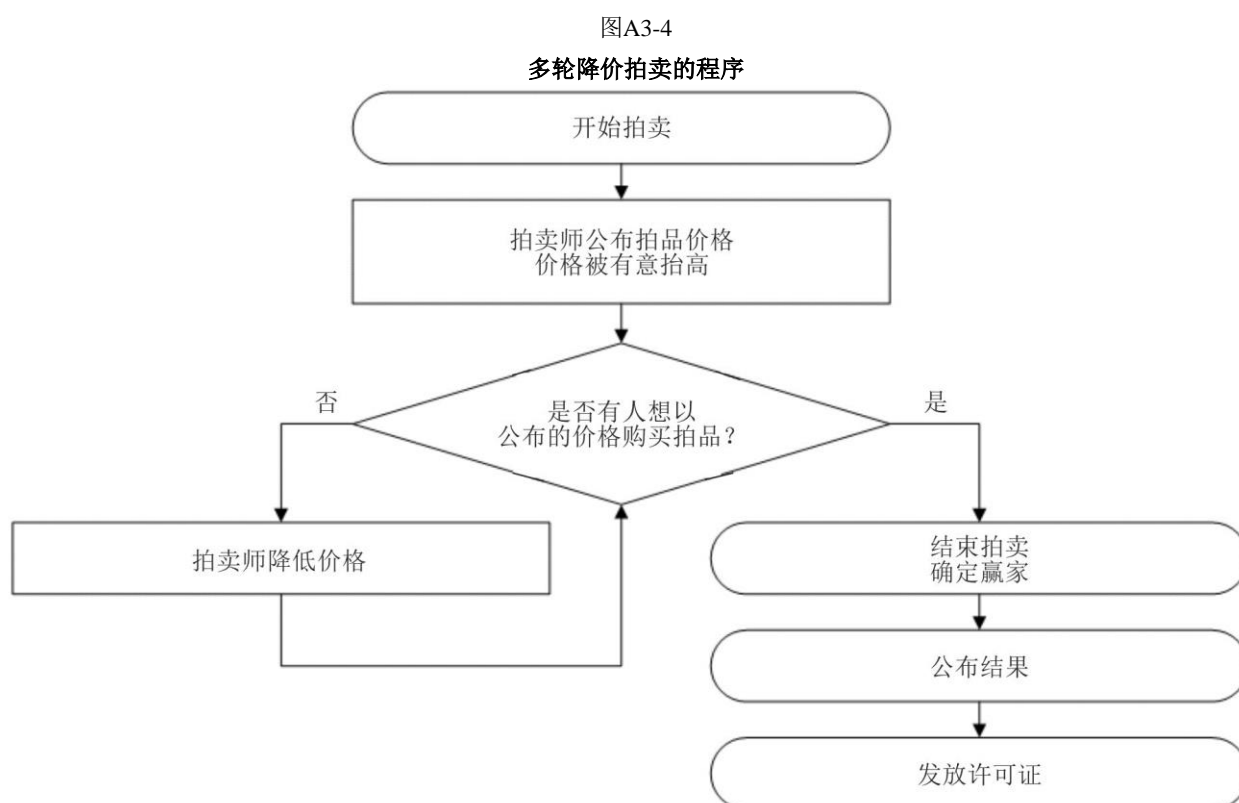 图A3-4
多轮降价拍卖的程序
开始拍卖
拍卖师公布拍品价格
价格被有意抬高
否
是否有人想以
公布的价格购买拍品？
是
拍卖师降低价格
结束拍卖
确定赢家
公布结果
发放许可证